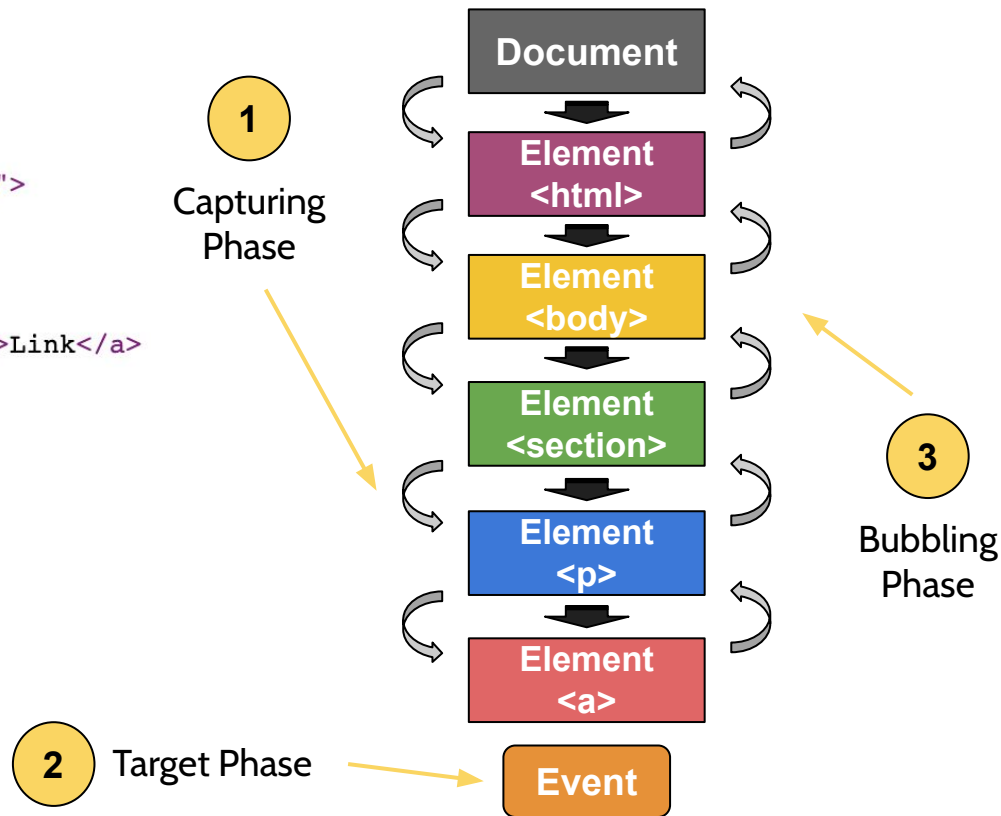 Document
1
Element
<html>
">
Capturing
Phase
Element
<body>
>Link</a>
Element
<section>
3
Element
<p>
Bubbling
Phase
Element
<a>
2
Target Phase
Event